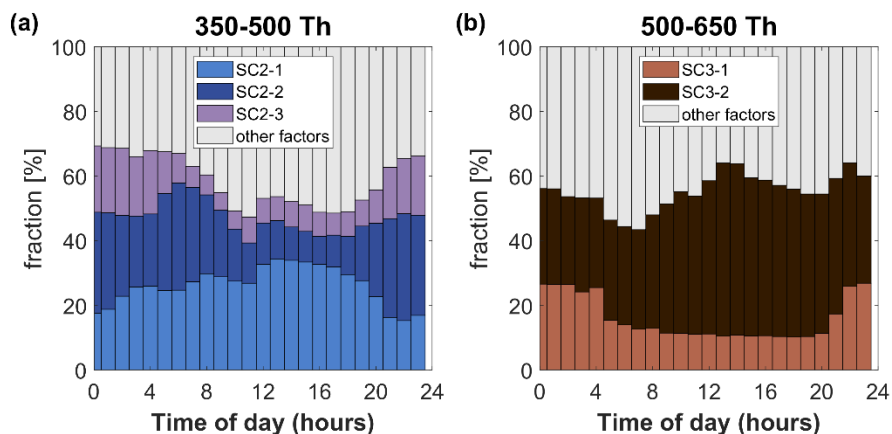 (a)
350-500 Th
fraction [%]
100
80
60
40
20
0
SC2-1
SC2-2
SC2-3
other factors
0 4 8 12 16 20 24
Time of day (hours)
(b)
500-650 Th
fraction [%]
100
80
60
40
20
0
SC3-1
SC3-2
other factors
0 4 8 12 16 20 24
Time of day (hours)